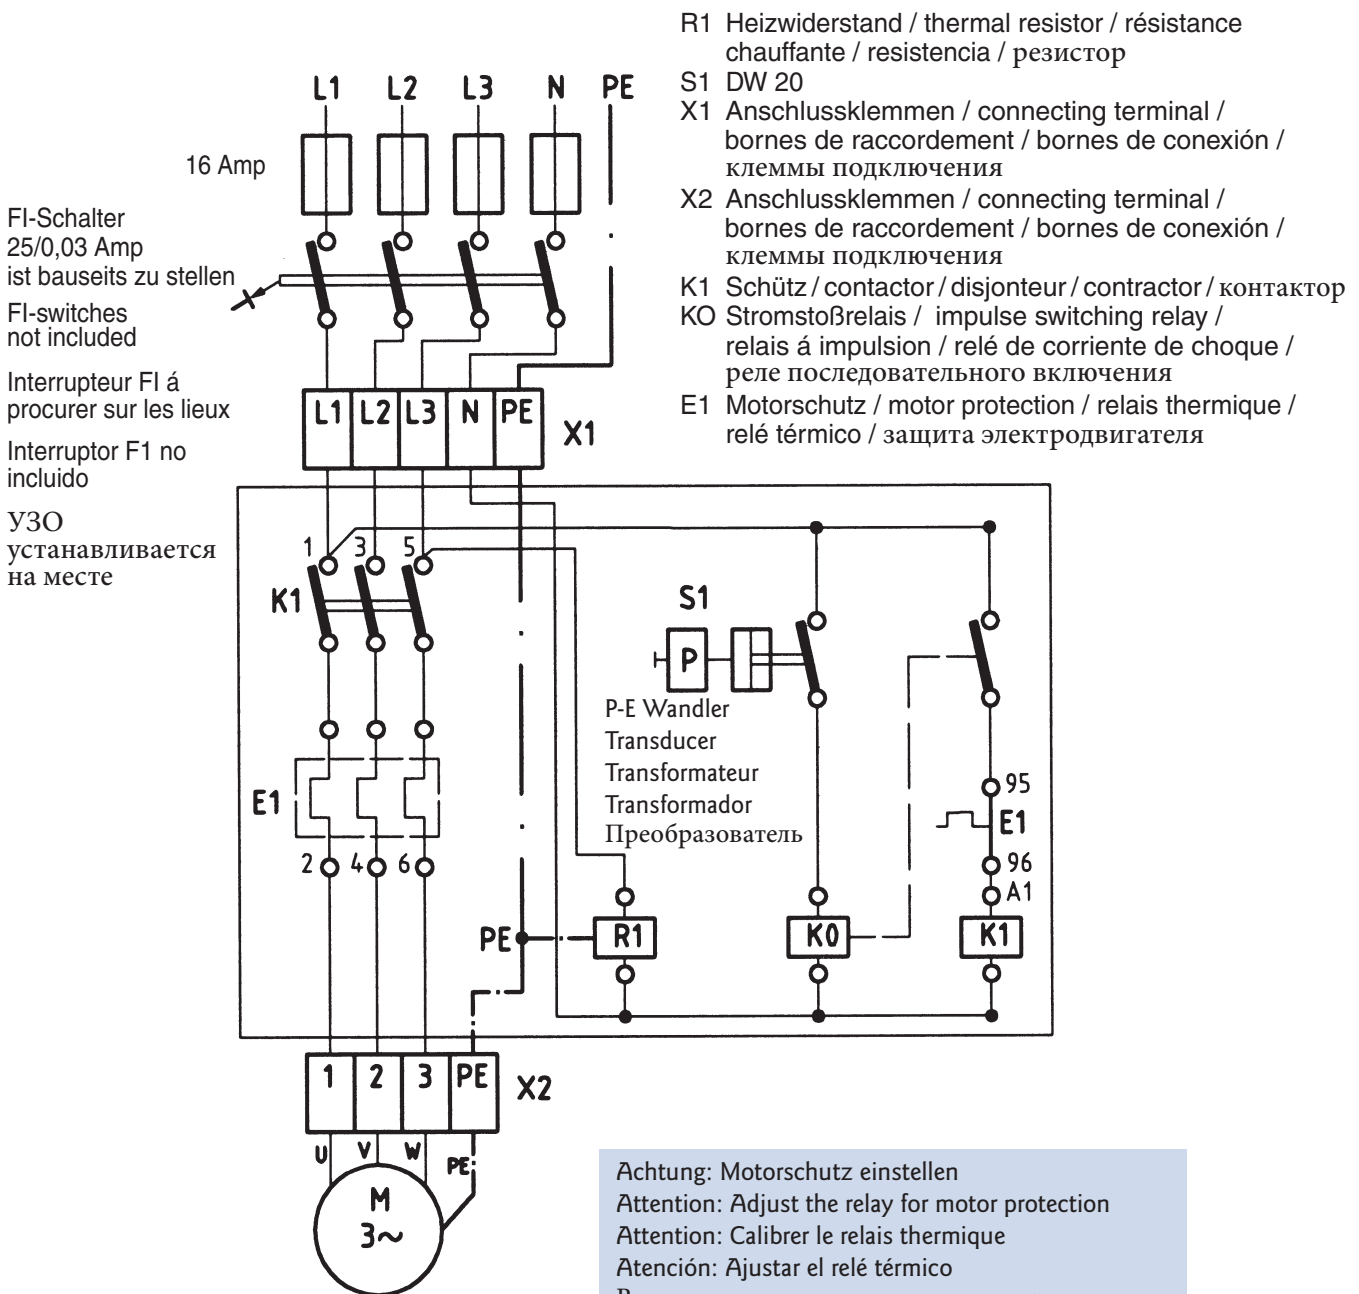 R1 Heizwiderstand / thermal resistor / résistance
chauffante / resistencia / резистор
S1 DW 20
X1 Anschlussklemmen / connecting terminal /
bornes de raccordement / bornes de conexión /
клеммы подключения
X2 Anschlussklemmen / connecting terminal /
bornes de raccordement / bornes de conexión /
клеммы подключения
K1 Schütz / contactor / disjonteur / contractor / контактор
KO Stromstoßrelais / impulse switching relay /
relais á impulsion / relé de corriente de choque /
реле последовательного включения
E1 Motorschutz / motor protection / relais thermique /
relé térmico / защита электродвигателя
L1 L2 L3 N PE
16 Amp
FI-Schalter
25/0,03 Amp
ist bauseits zu stellen
FI-switches
not included
Interrupteur FI á
procurer sur les lieux
Interruptor F1 no
incluido
УЗО
устанавливается
на месте
L1 L2 L3 N PE X1
1 3 5
K1
S1
P
P-E Wandler
Transducer
Transformateur
Transformador
Преобразователь
95
E1
96
A1
E1
2 4 6
PE R1 K0 K1
1 2 3 PE X2
U V W PE
M
3~
Achtung: Motorschutz einstellen
Attention: Adjust the relay for motor protection
Attention: Calibrer le relais thermique
Atención: Ajustar el relé térmico